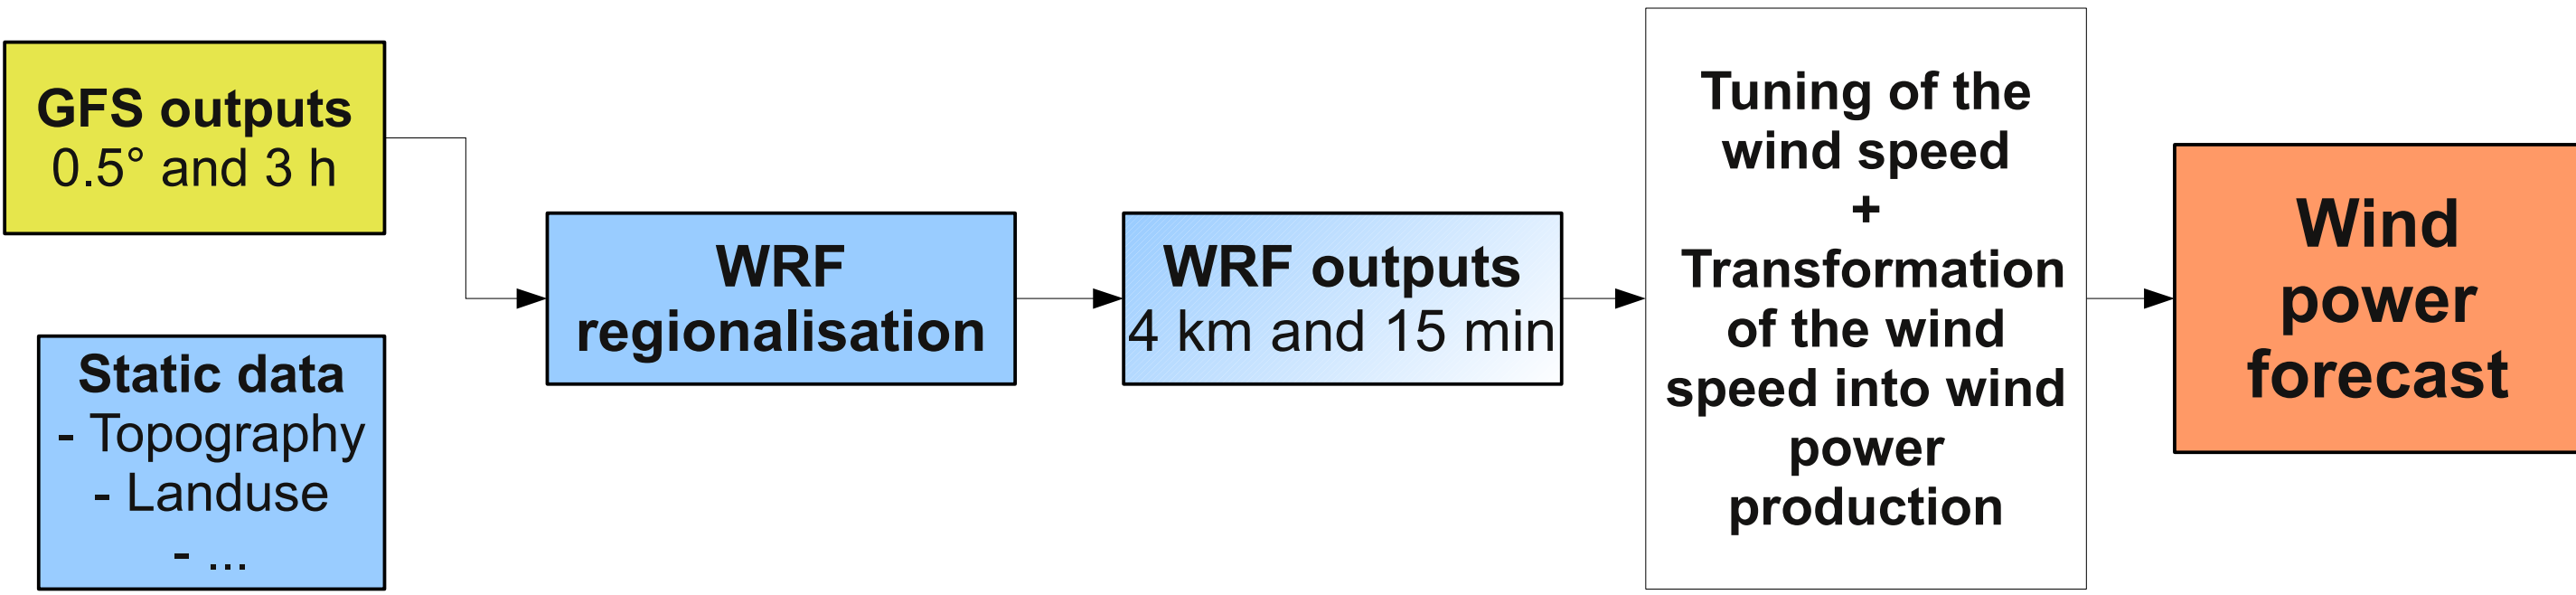 GFS outputs
0.5° and 3 h
Static data
- Topography
- Landuse
- ...
WRF
regionalisation
WRF outputs
4 km and 15 min
Tuning of the
wind speed
+
Transformation
of the wind
speed into wind
power
production
Wind
power
forecast